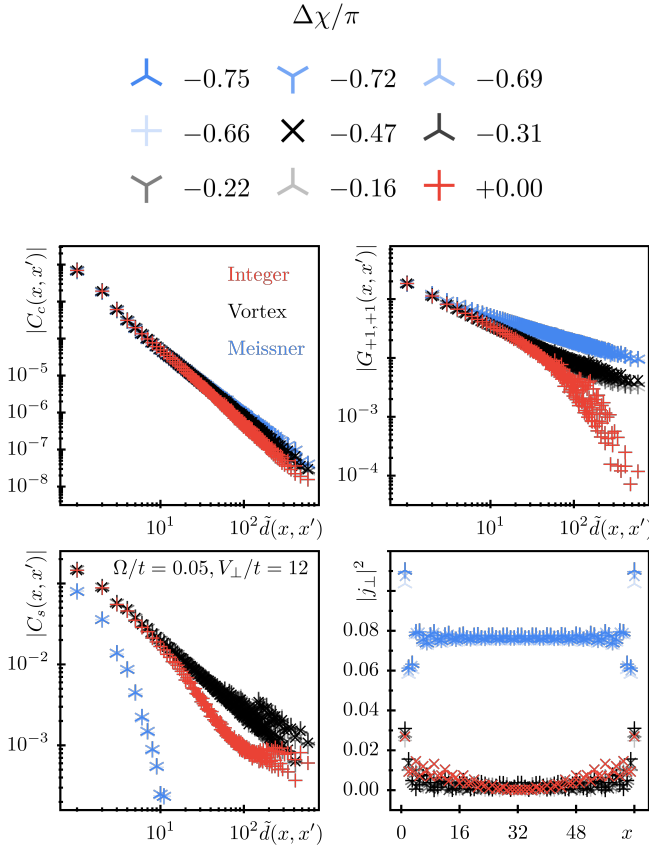 Δχ/π
−0.75 −0.72 −0.69
−0.66 −0.47 −0.31
−0.22 −0.16 +0.00
|C_c(x, x′)|
Integer
Vortex
Meissner
10^−5
10^−6
10^−7
10^−8
10^1 10^2 d̃(x, x′)
|G_{+1,+1}(x, x′)|
10^−3
10^−4
10^1 10^2 d̃(x, x′)
|C_s(x, x′)|
Ω/t = 0.05, V_⊥/t = 12
10^−2
10^−3
10^1 10^2 d̃(x, x′)
|j_⊥|^2
0.08
0.06
0.04
0.02
0.00
0 16 32 48 x